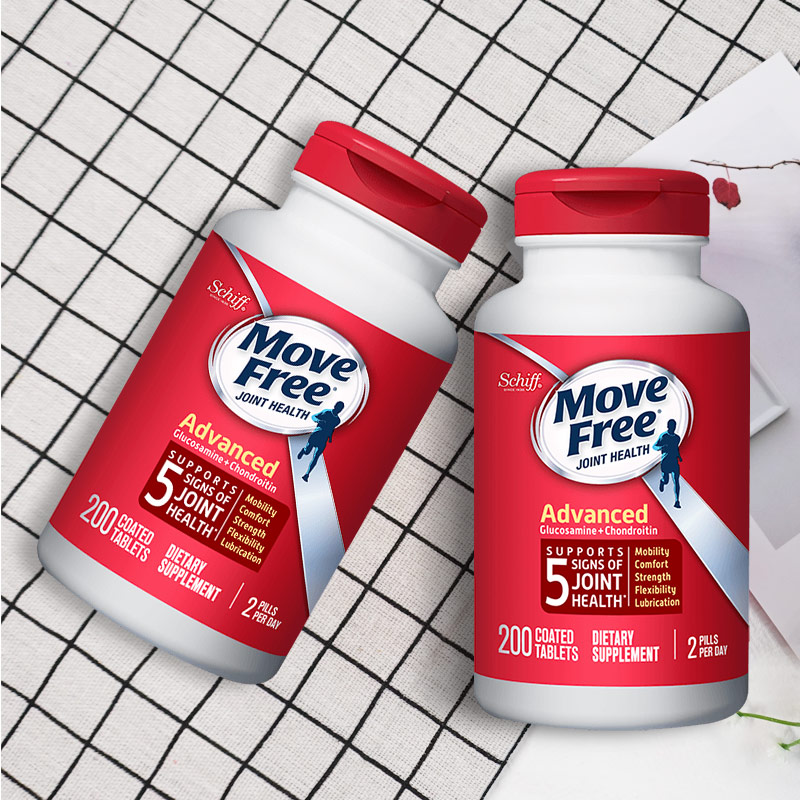 Schiff®
Move
Free®
JOINT HEALTH
Advanced
Glucosamine + Chondroitin
SUPPORTS
5 SIGNS OF
JOINT
HEALTH*
Mobility
Comfort
Strength
Flexibility
Lubrication
200 COATED
TABLETS
DIETARY
SUPPLEMENT
2 PILLS
PER DAY
Schiff®
Move
Free®
JOINT HEALTH
Advanced
Glucosamine + Chondroitin
SUPPORTS
5 SIGNS OF
JOINT
HEALTH*
Mobility
Comfort
Strength
Flexibility
Lubrication
200 COATED
TABLETS
DIETARY
SUPPLEMENT
2 PILLS
PER DAY